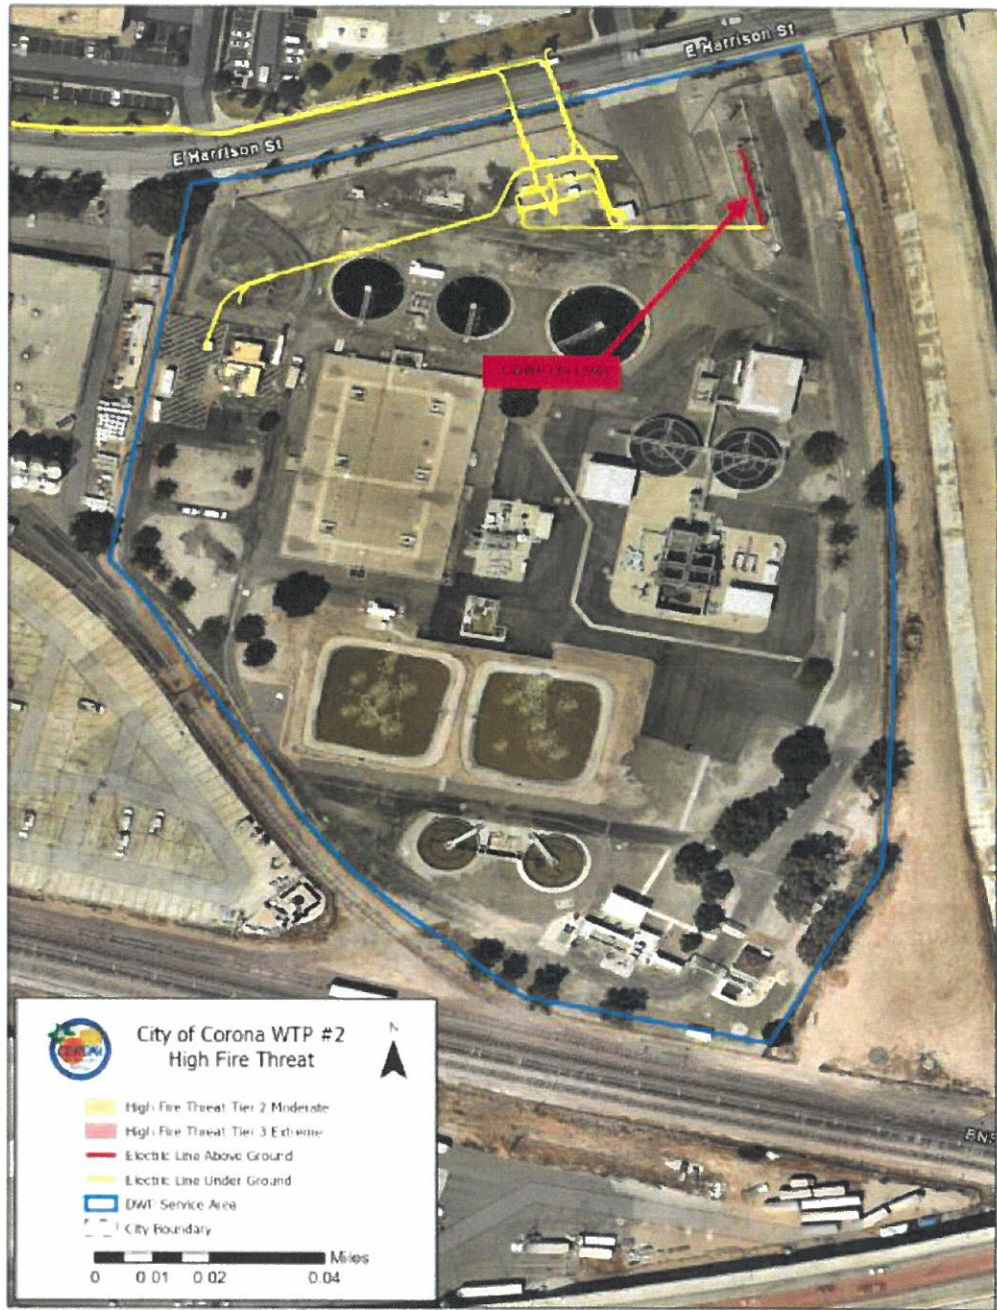 E Harrison St
E Harrison St
City of Corona WTP #2
High Fire Threat
N
CORONA
High Fire Threat Tier 2 Moderate
High Fire Threat Tier 3 Extreme
Electric Line Above Ground
Electric Line Under Ground
DWP Service Area
City Boundary
Miles
0 0.01 0.02 0.04